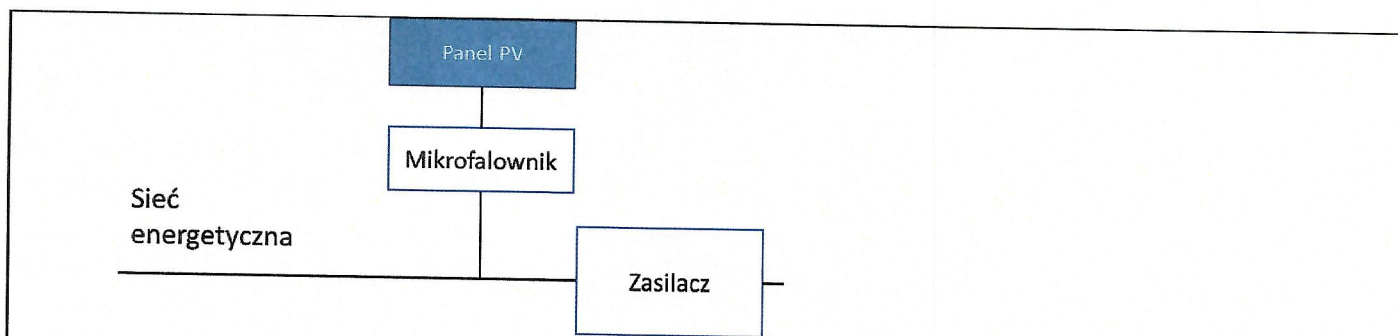 Panel PV
Mikrofalownik
Sieć
energetyczna
Zasilacz